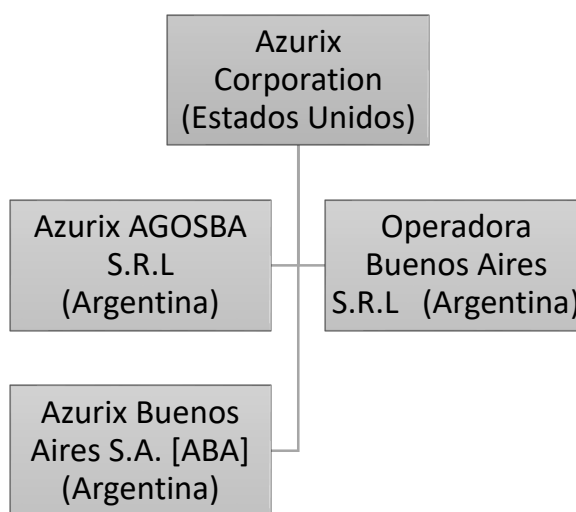 Azurix
Corporation
(Estados Unidos)
Azurix AGOSBA
S.R.L
(Argentina)
Operadora
Buenos Aires
S.R.L (Argentina)
Azurix Buenos
Aires S.A. [ABA]
(Argentina)